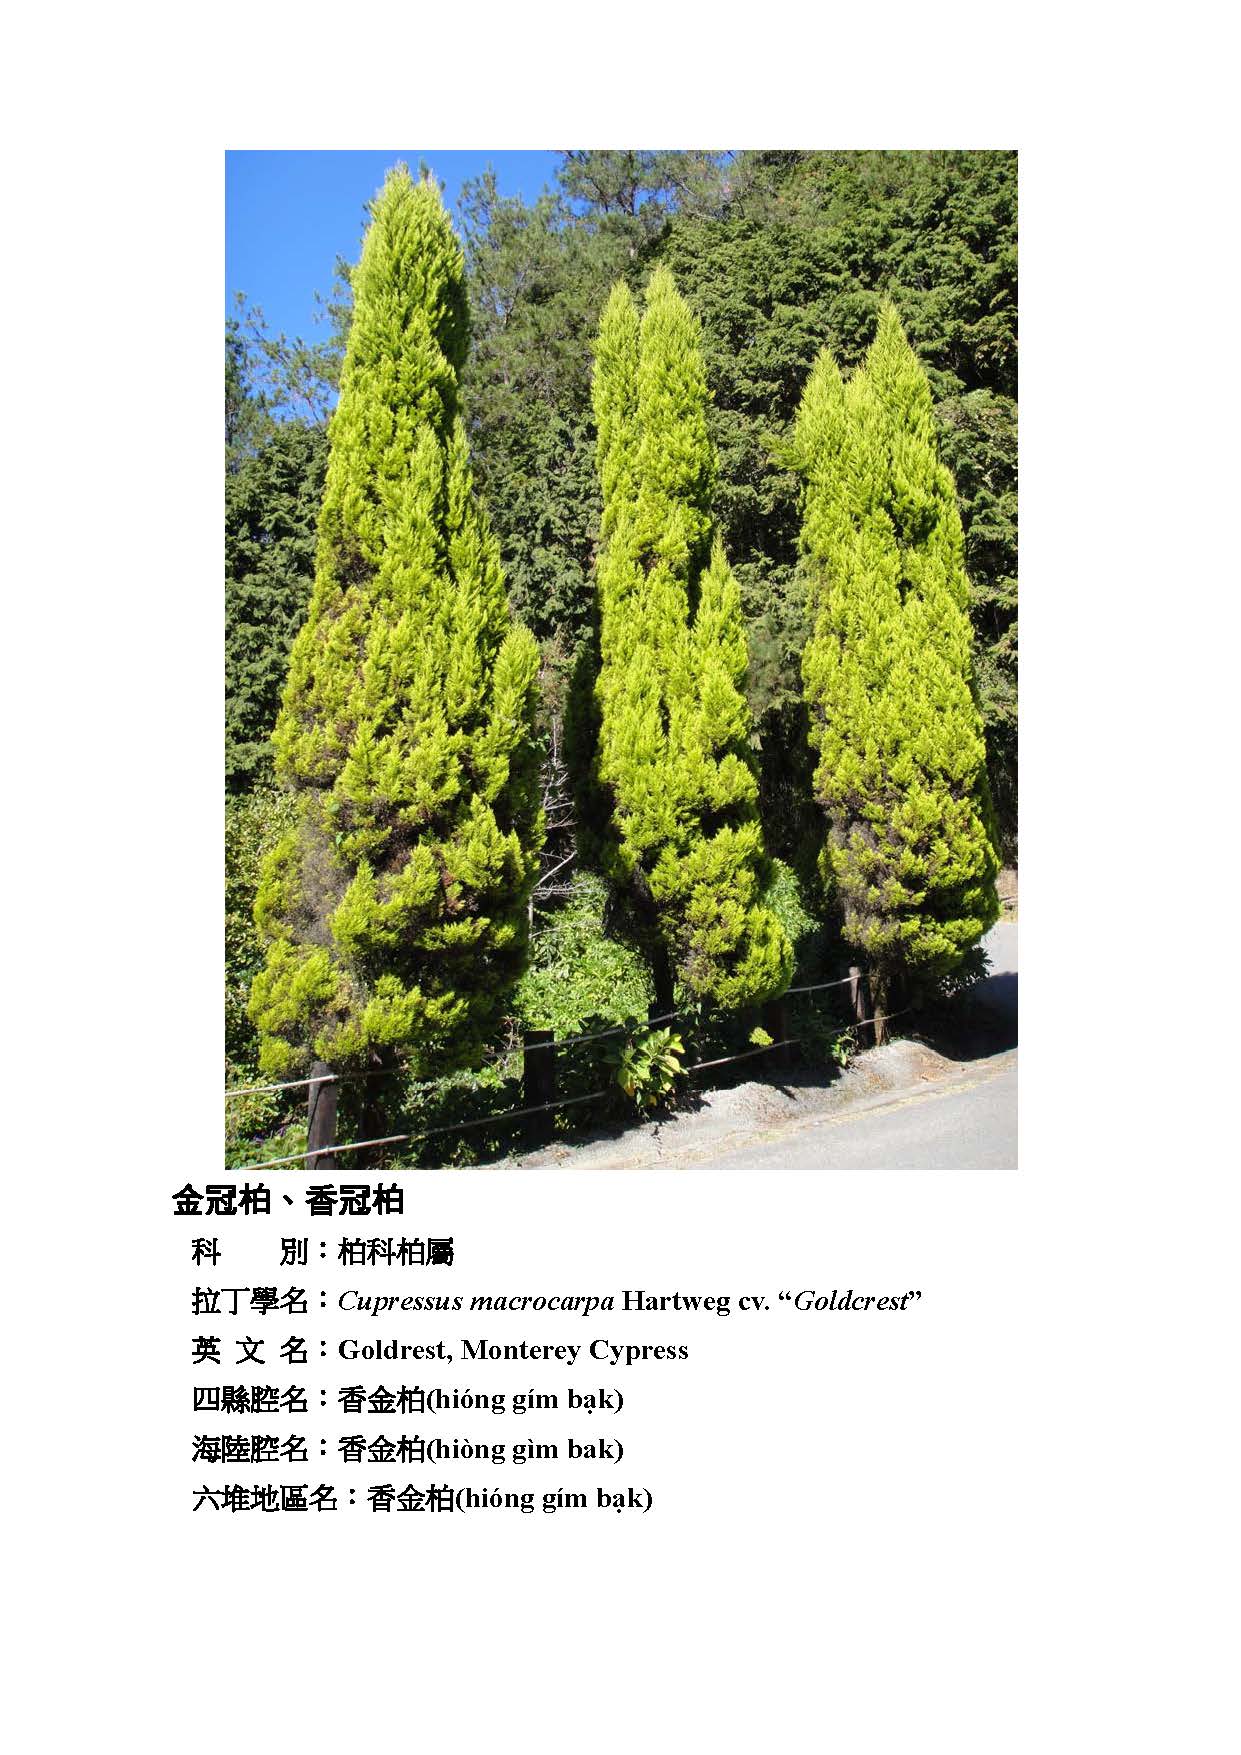 金冠柏、香冠柏
科　　別：柏科柏屬
拉丁學名：Cupressus macrocarpa Hartweg cv. “Goldcrest”
英 文 名：Goldrest, Monterey Cypress
四縣腔名：香金柏(hióng gím bạk)
海陸腔名：香金柏(hiòng gìm bak)
六堆地區名：香金柏(hióng gím bạk)